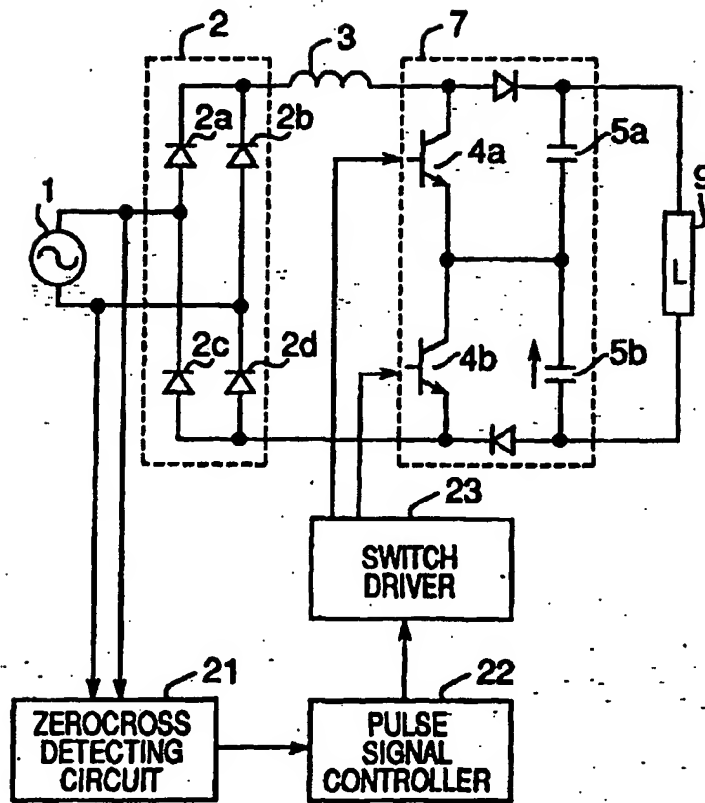 2
3
7
2a
2b
4a
5a
1
9
L
2c
2d
4b
5b
23
SWITCH
DRIVER
21
22
ZEROCROSS
DETECTING
CIRCUIT
PULSE
SIGNAL
CONTROLLER